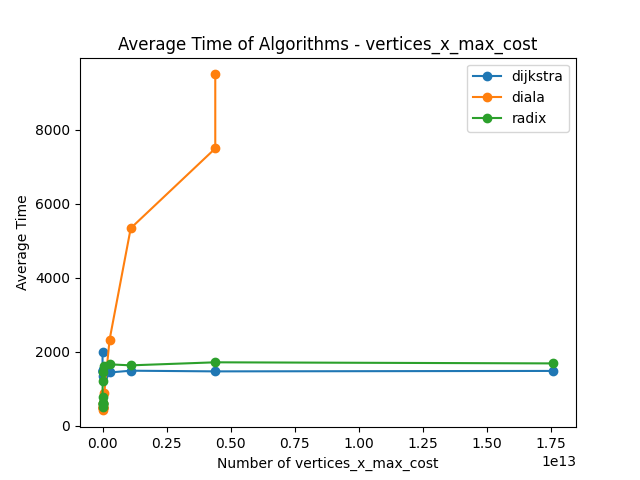 Average Time of Algorithms - vertices_x_max_cost
dijkstra
diala
radix
Average Time
8000
6000
4000
2000
0
0.00 0.25 0.50 0.75 1.00 1.25 1.50 1.75
1e13
Number of vertices_x_max_cost